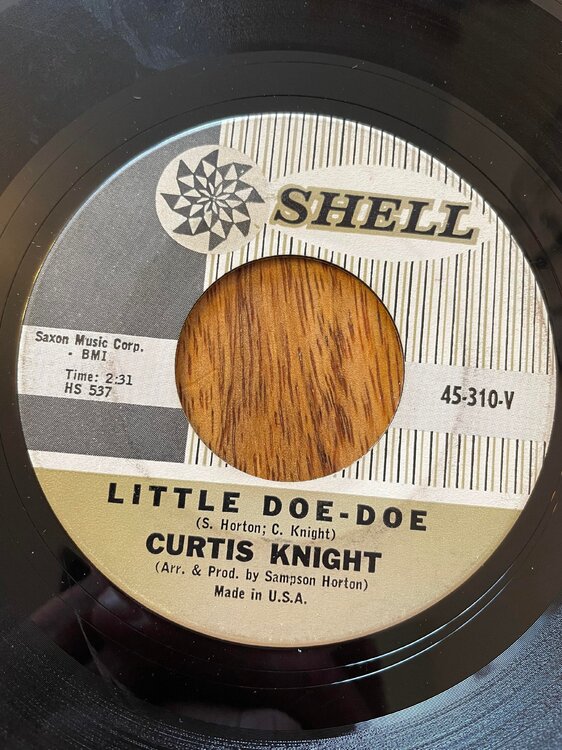 SHELL
Saxon Music Corp.
- BMI
Time: 2:31
HS 537
45-310-V
LITTLE DOE-DOE
(S. Horton; C. Knight)
CURTIS KNIGHT
(Arr. & Prod. by Sampson Horton)
Made in U.S.A.